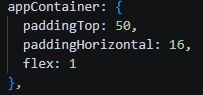 appContainer: {
paddingTop: 50,
paddingHorizontal: 16,
flex: 1
},